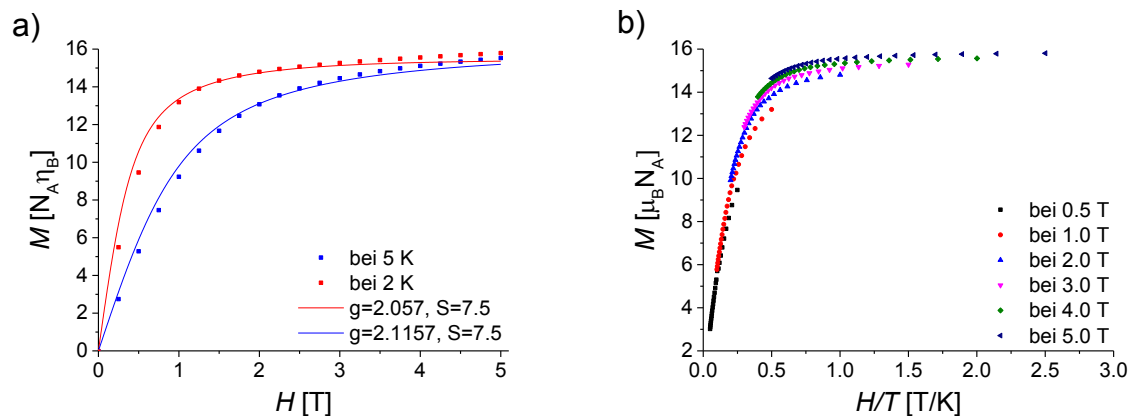 a)
16
14
12
10
8
6
4
2
0
M [N_Aη_B]
0 1 2 3 4 5
H [T]
bei 5 K
bei 2 K
g=2.057, S=7.5
g=2.1157, S=7.5
b)
16
14
12
10
8
6
4
2
M [μ_B N_A]
0.0 0.5 1.0 1.5 2.0 2.5 3.0
H/T [T/K]
bei 0.5 T
bei 1.0 T
bei 2.0 T
bei 3.0 T
bei 4.0 T
bei 5.0 T